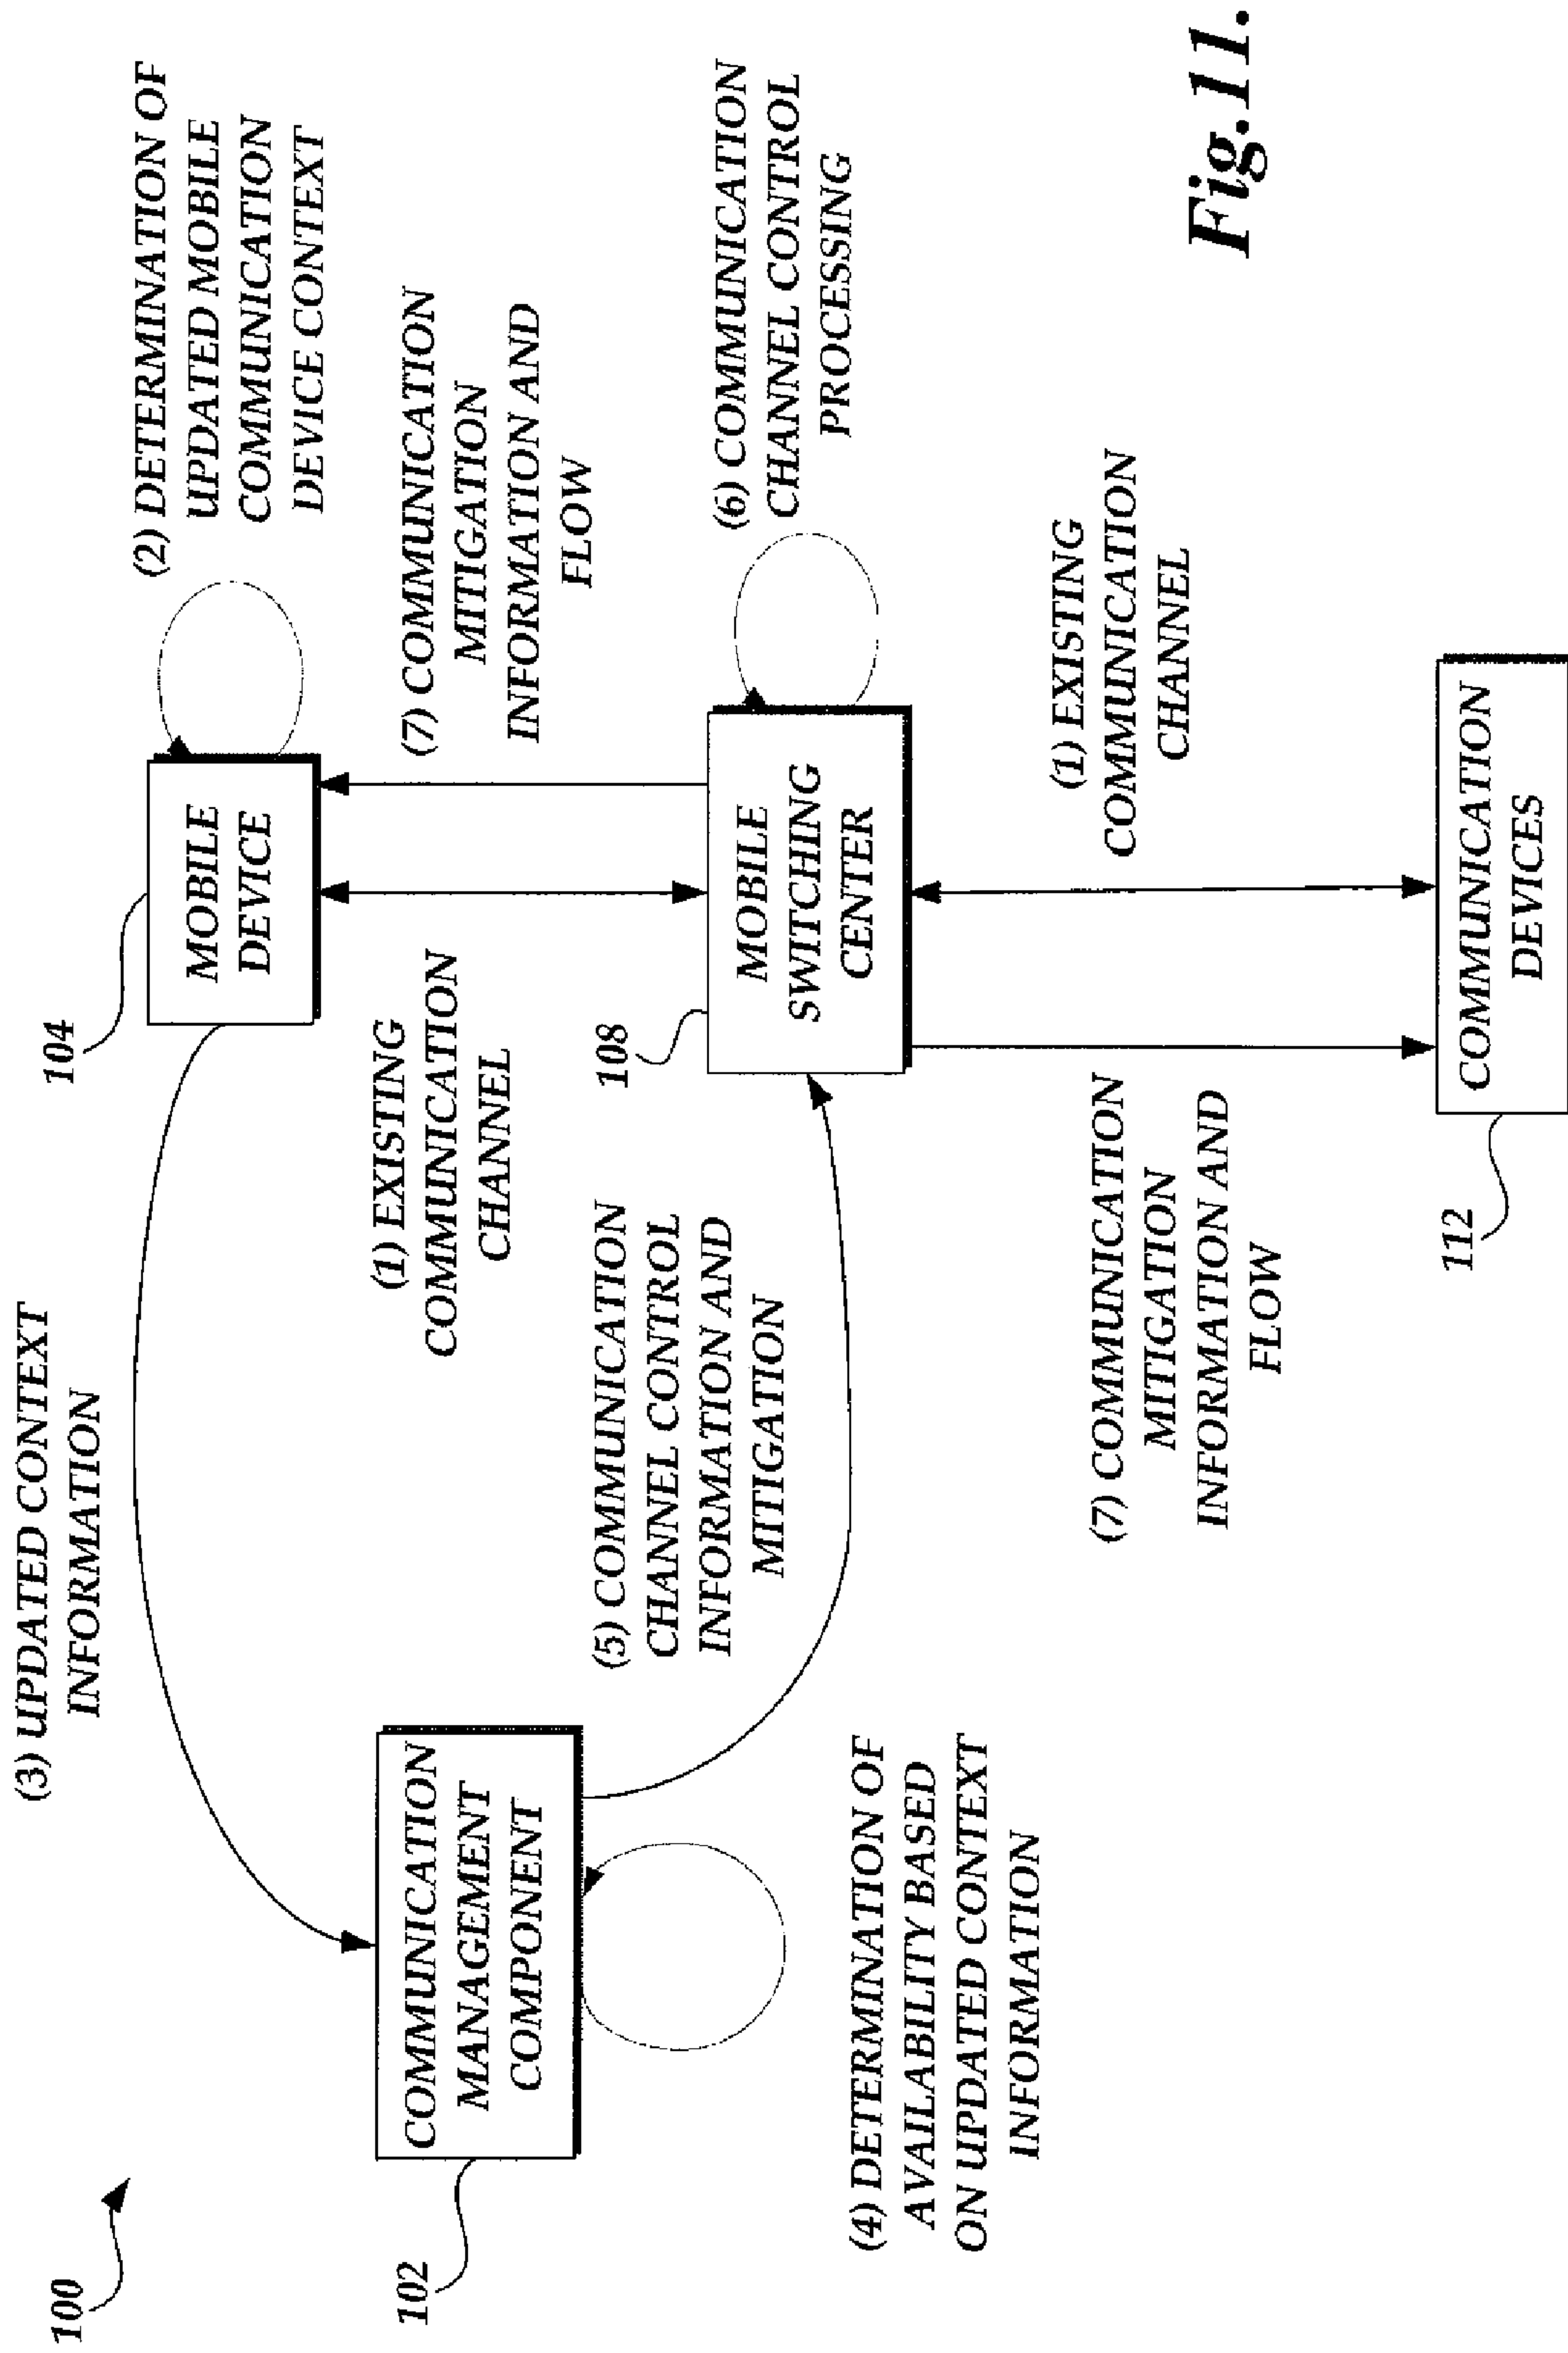 100
(3) UPDATED CONTEXT
INFORMATION
104
MOBILE
DEVICE
(2) DETERMINATION OF
UPDATED MOBILE
COMMUNICATION
DEVICE CONTEXT
(1) EXISTING
COMMUNICATION
CHANNEL
(7) COMMUNICATION
MITIGATION
INFORMATION AND
FLOW
102
COMMUNICATION
MANAGEMENT
COMPONENT
(5) COMMUNICATION
CHANNEL CONTROL
INFORMATION AND
MITIGATION
108
MOBILE
SWITCHING
CENTER
(6) COMMUNICATION
CHANNEL CONTROL
PROCESSING
(4) DETERMINATION OF
AVAILABILITY BASED
ON UPDATED CONTEXT
INFORMATION
(7) COMMUNICATION
MITIGATION
INFORMATION AND
FLOW
(1) EXISTING
COMMUNICATION
CHANNEL
112
COMMUNICATION
DEVICES
Fig.11.